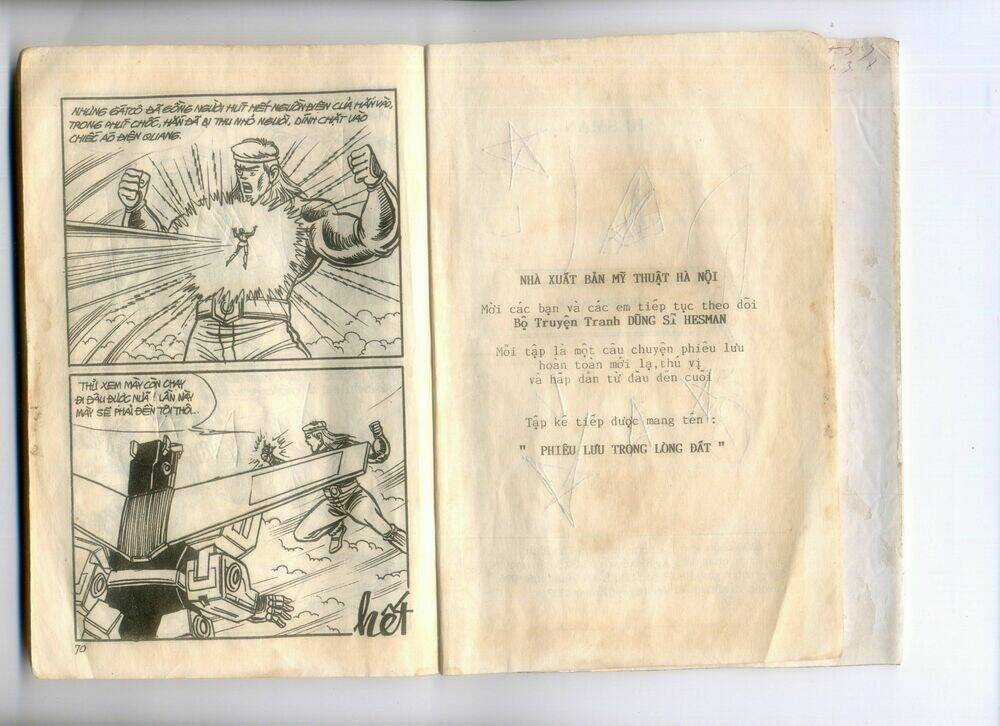 NHƯNG GATCÔ ĐÃ GỒNG NGƯỜI HÚT HẾT NGUỒN ĐIỆN CỦA HẮN VÀO,
TRONG PHÚT CHỐC, HẮN ĐÃ BỊ THU NHỎ NGƯỜI, DÍNH CHẶT VÀO
CHIẾC ÁO ĐIỆN QUANG.
THỬ XEM MÀY CÒN CHẠY
ĐI ĐÂU ĐƯỢC NỮA! LẦN NÀY
MÀY SẼ PHẢI ĐỀN TỘI THÔI...
hết
70
NHÀ XUẤT BẢN MỸ THUẬT HÀ NỘI
Mời các bạn và các em tiếp tục theo dõi
Bộ Truyện Tranh DŨNG SĨ HESMAN
Mỗi tập là một câu chuyện phiêu lưu
hoàn toàn mới lạ,thú vị
và hấp dẫn từ đầu đến cuối
Tập kế tiếp được mang tên :
" PHIÊU LƯU TRONG LÒNG ĐẤT "